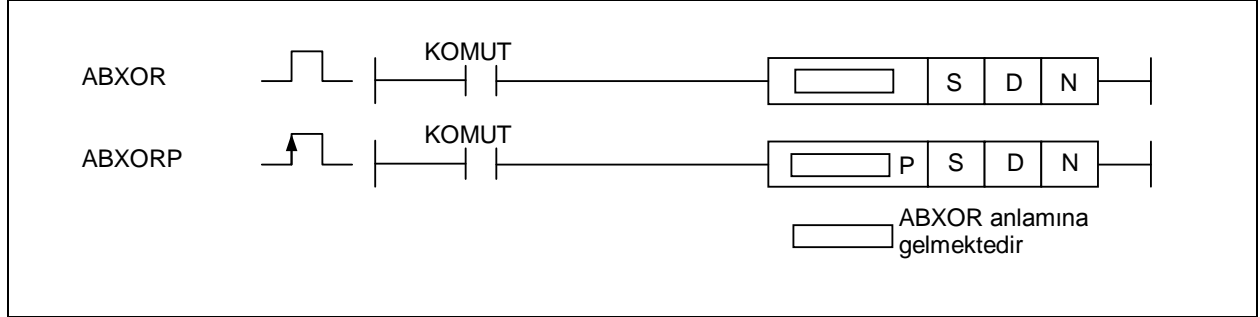 KOMUT
ABXOR S D N
KOMUT
ABXORP P S D N
ABXOR anlamına
gelmektedir